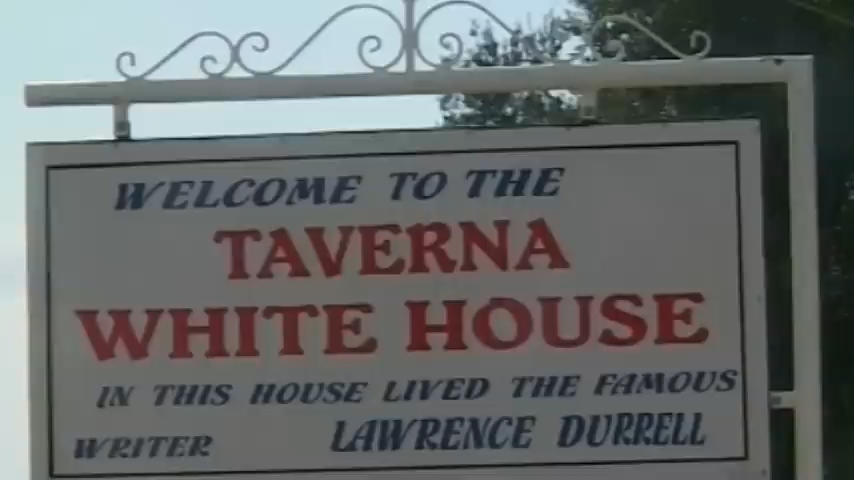 WELCOME TO THE
TAVERNA
WHITE HOUSE
IN THIS HOUSE LIVED THE FAMOUS
WRITER LAWRENCE DURRELL